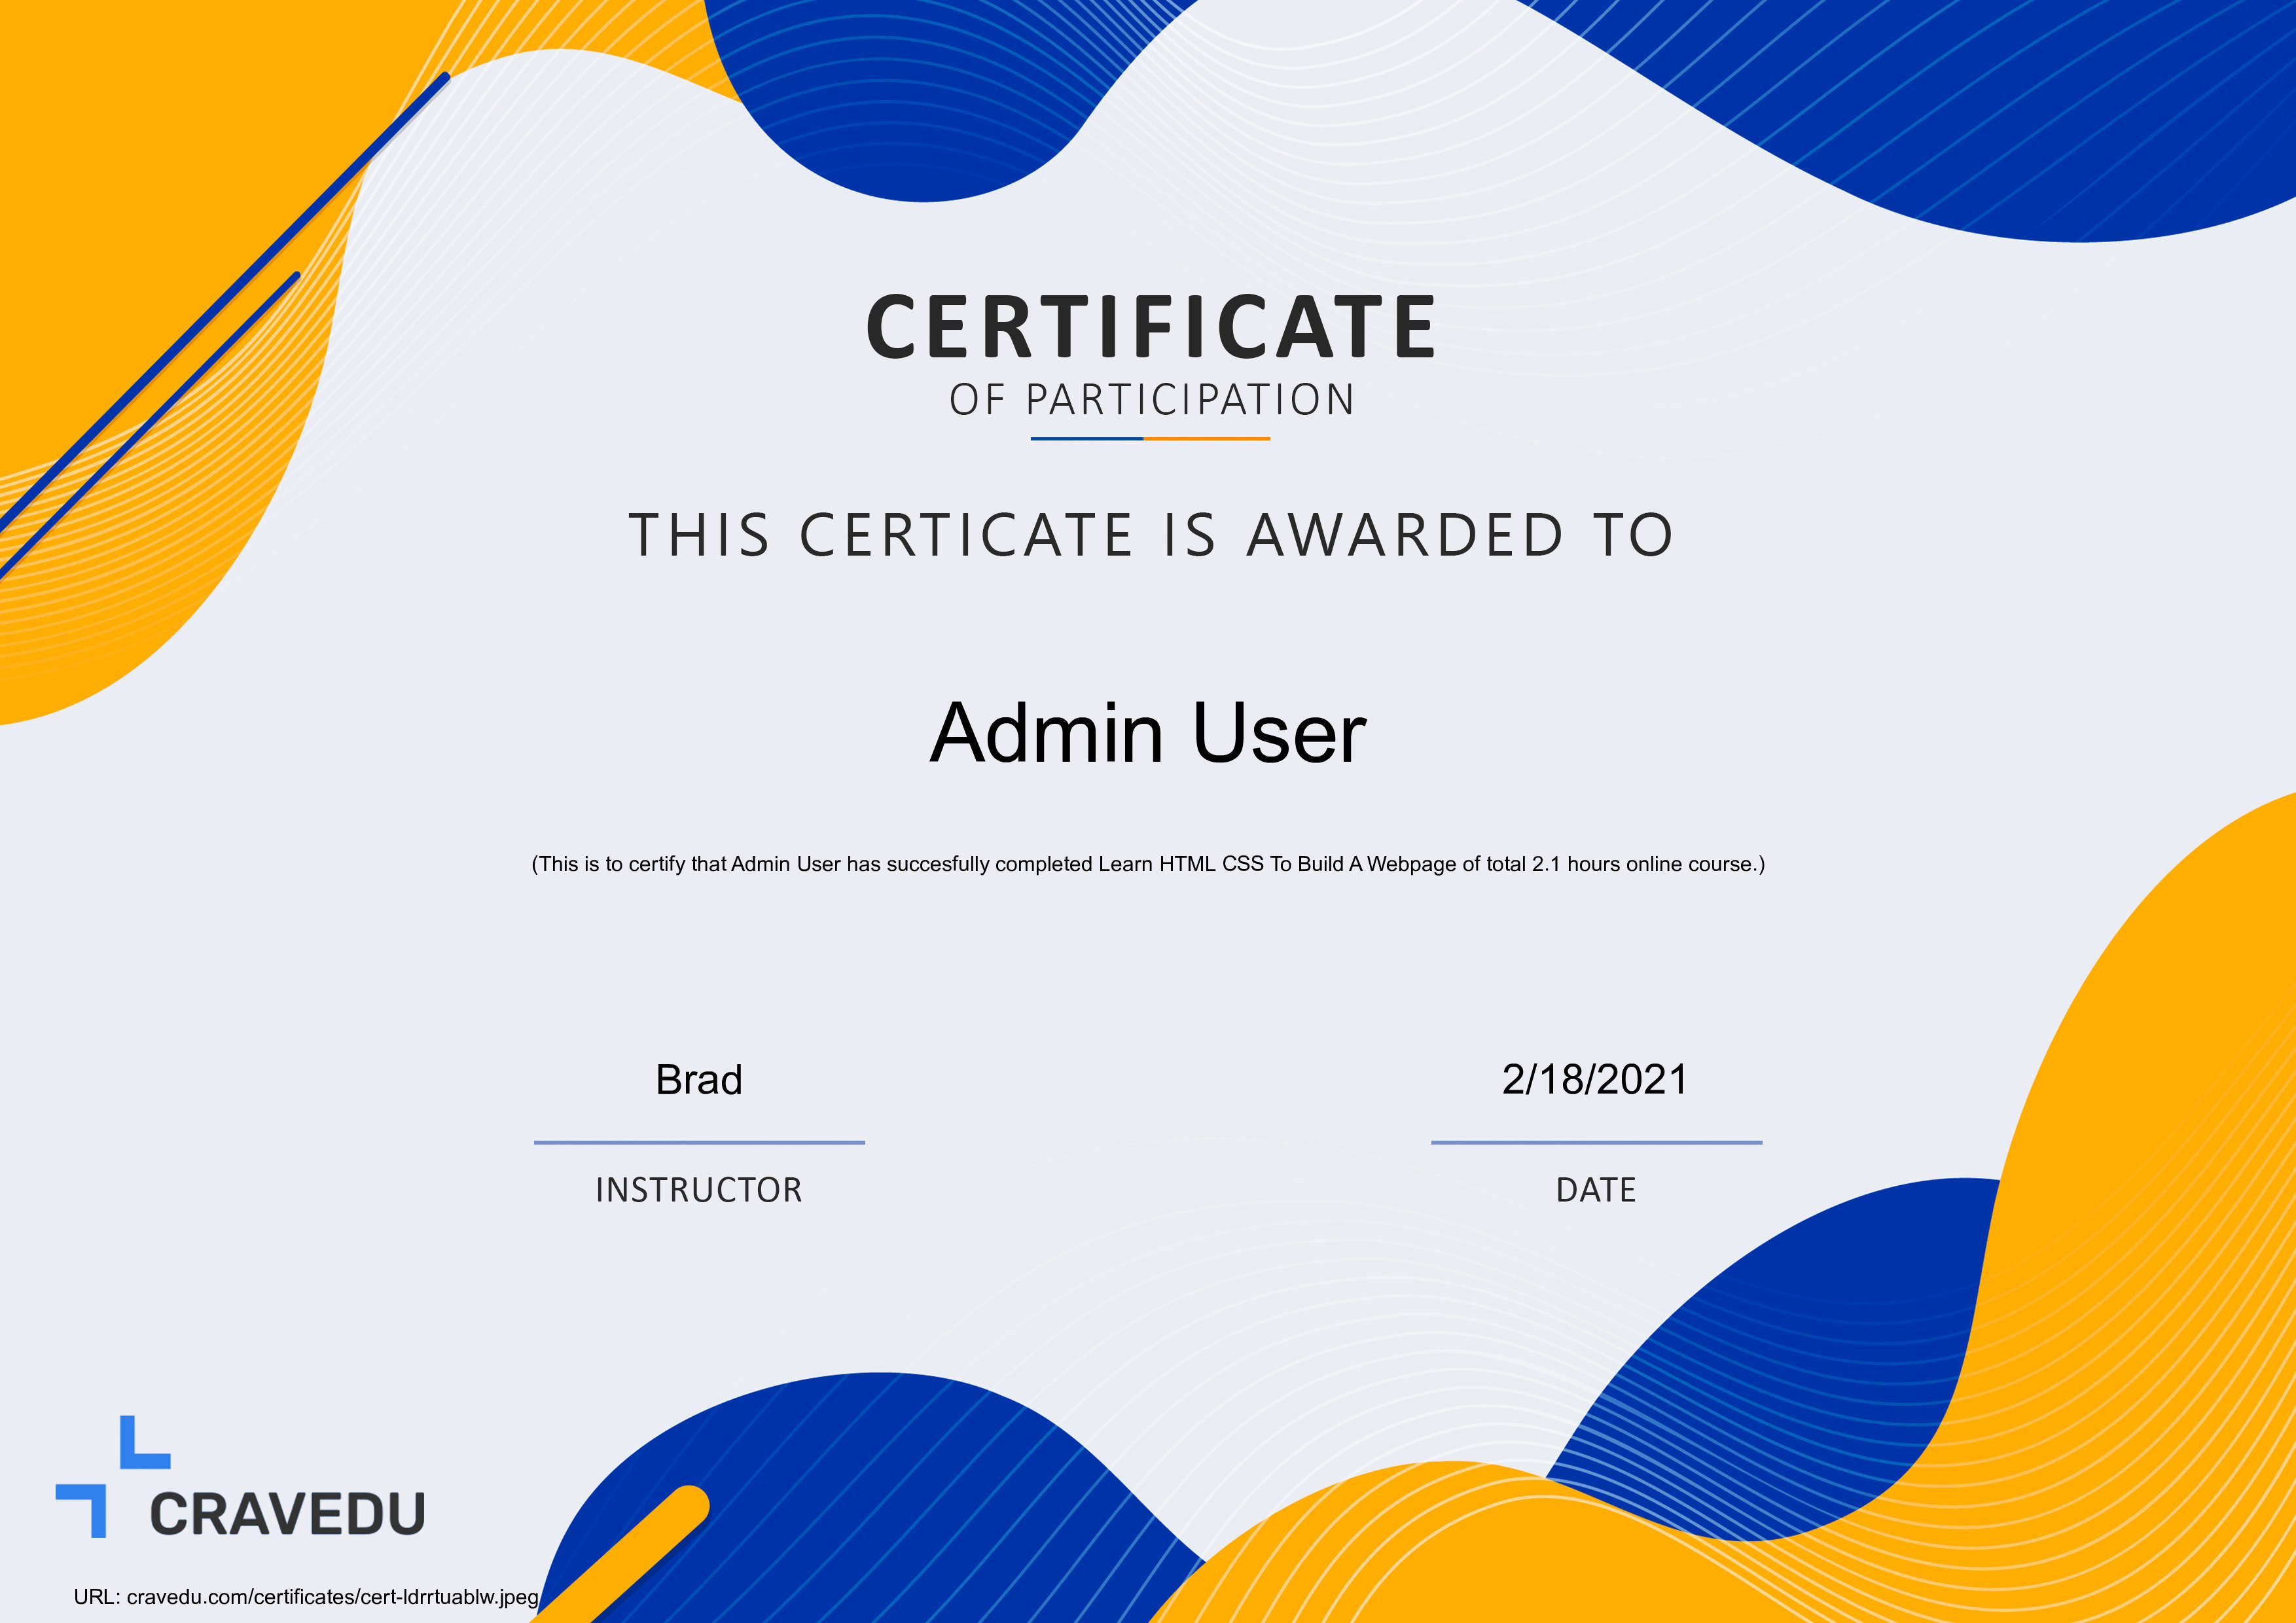 CERTIFICATE
OF PARTICIPATION
THIS CERTICATE IS AWARDED TO
Admin User
(This is to certify that Admin User has succesfully completed Learn HTML CSS To Build A Webpage of total 2.1 hours online course.)
Brad
2/18/2021
INSTRUCTOR
DATE
CRAVEDU
URL: cravedu.com/certificates/cert-ldrrtuablw.jpeg